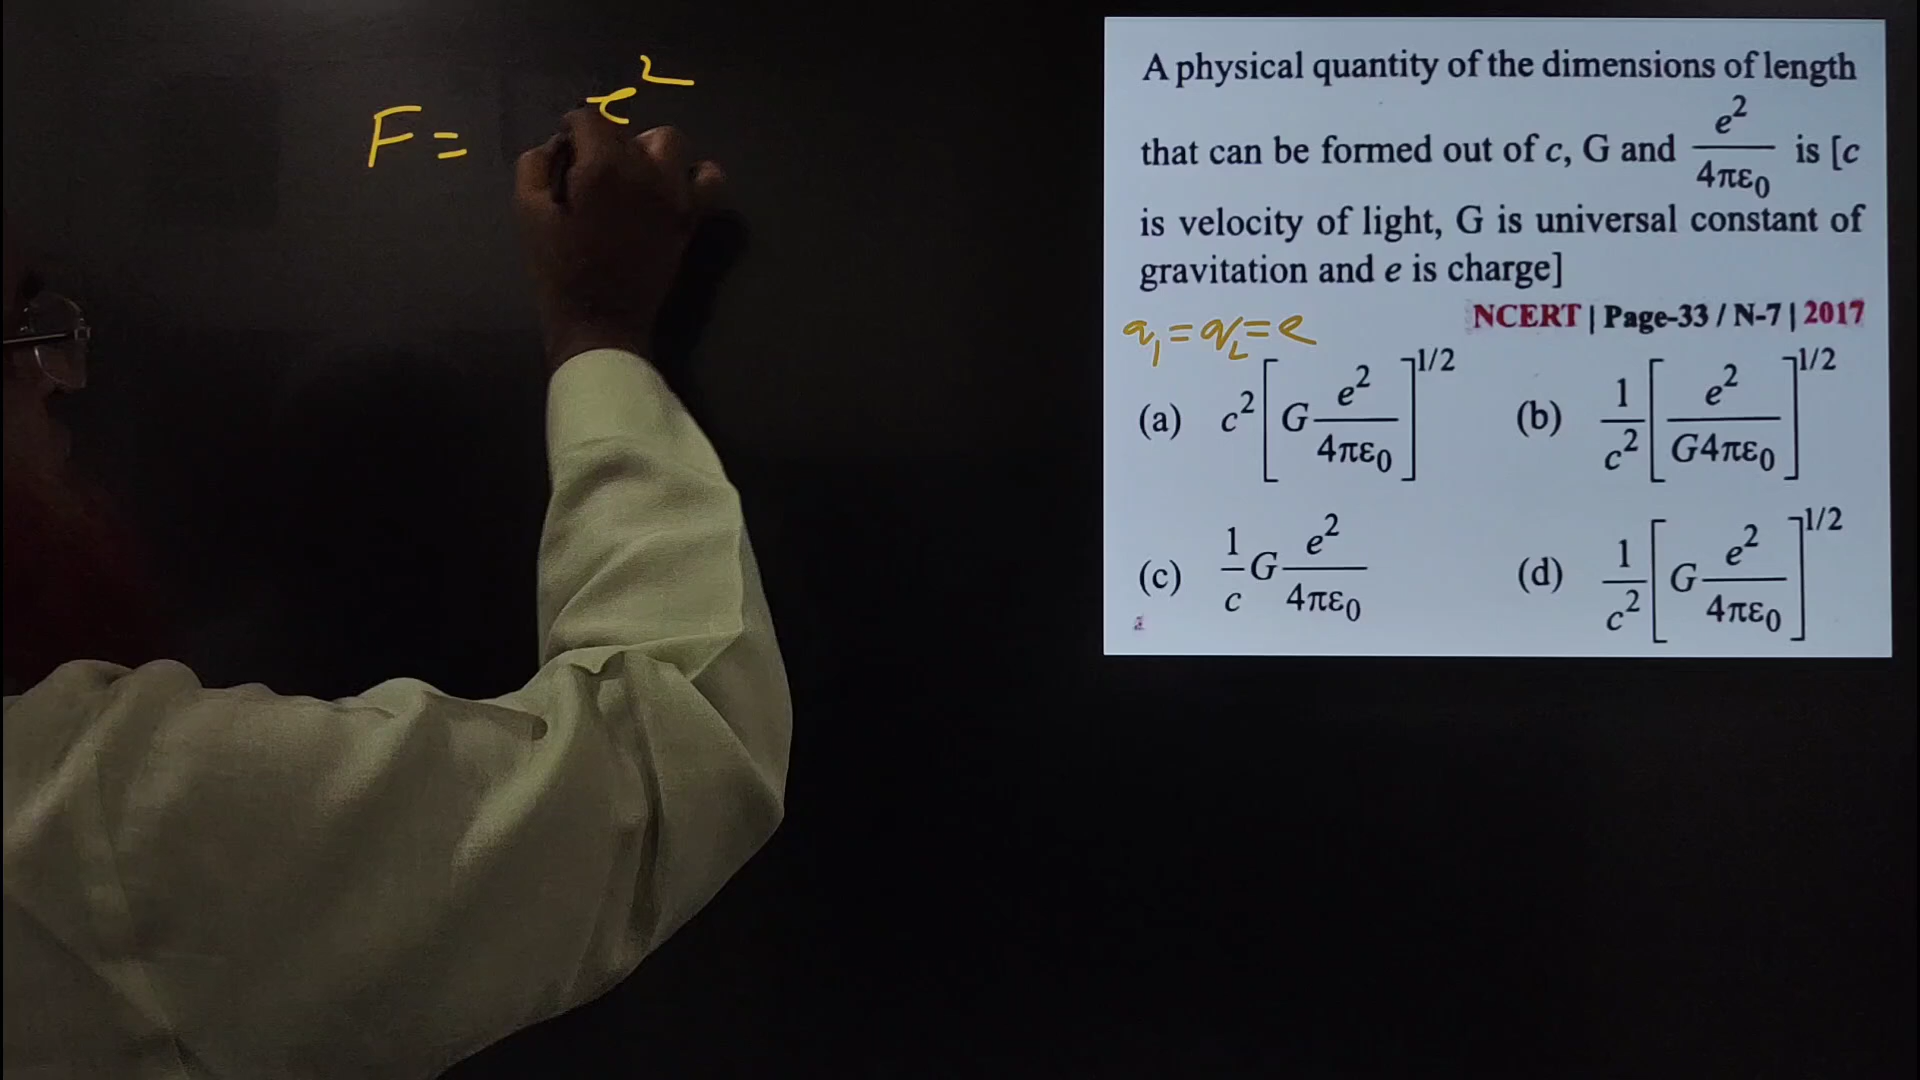 F = e²
A physical quantity of the dimensions of length
that can be formed out of c, G and e²/4πε₀ is [c
is velocity of light, G is universal constant of
gravitation and e is charge]
NCERT | Page-33 / N-7 | 2017
q₁ = q₂ = e
(a) c² [G e²/4πε₀]^1/2 (b) 1/c² [e²/G4πε₀]^1/2
(c) 1/c G e²/4πε₀ (d) 1/c² [G e²/4πε₀]^1/2